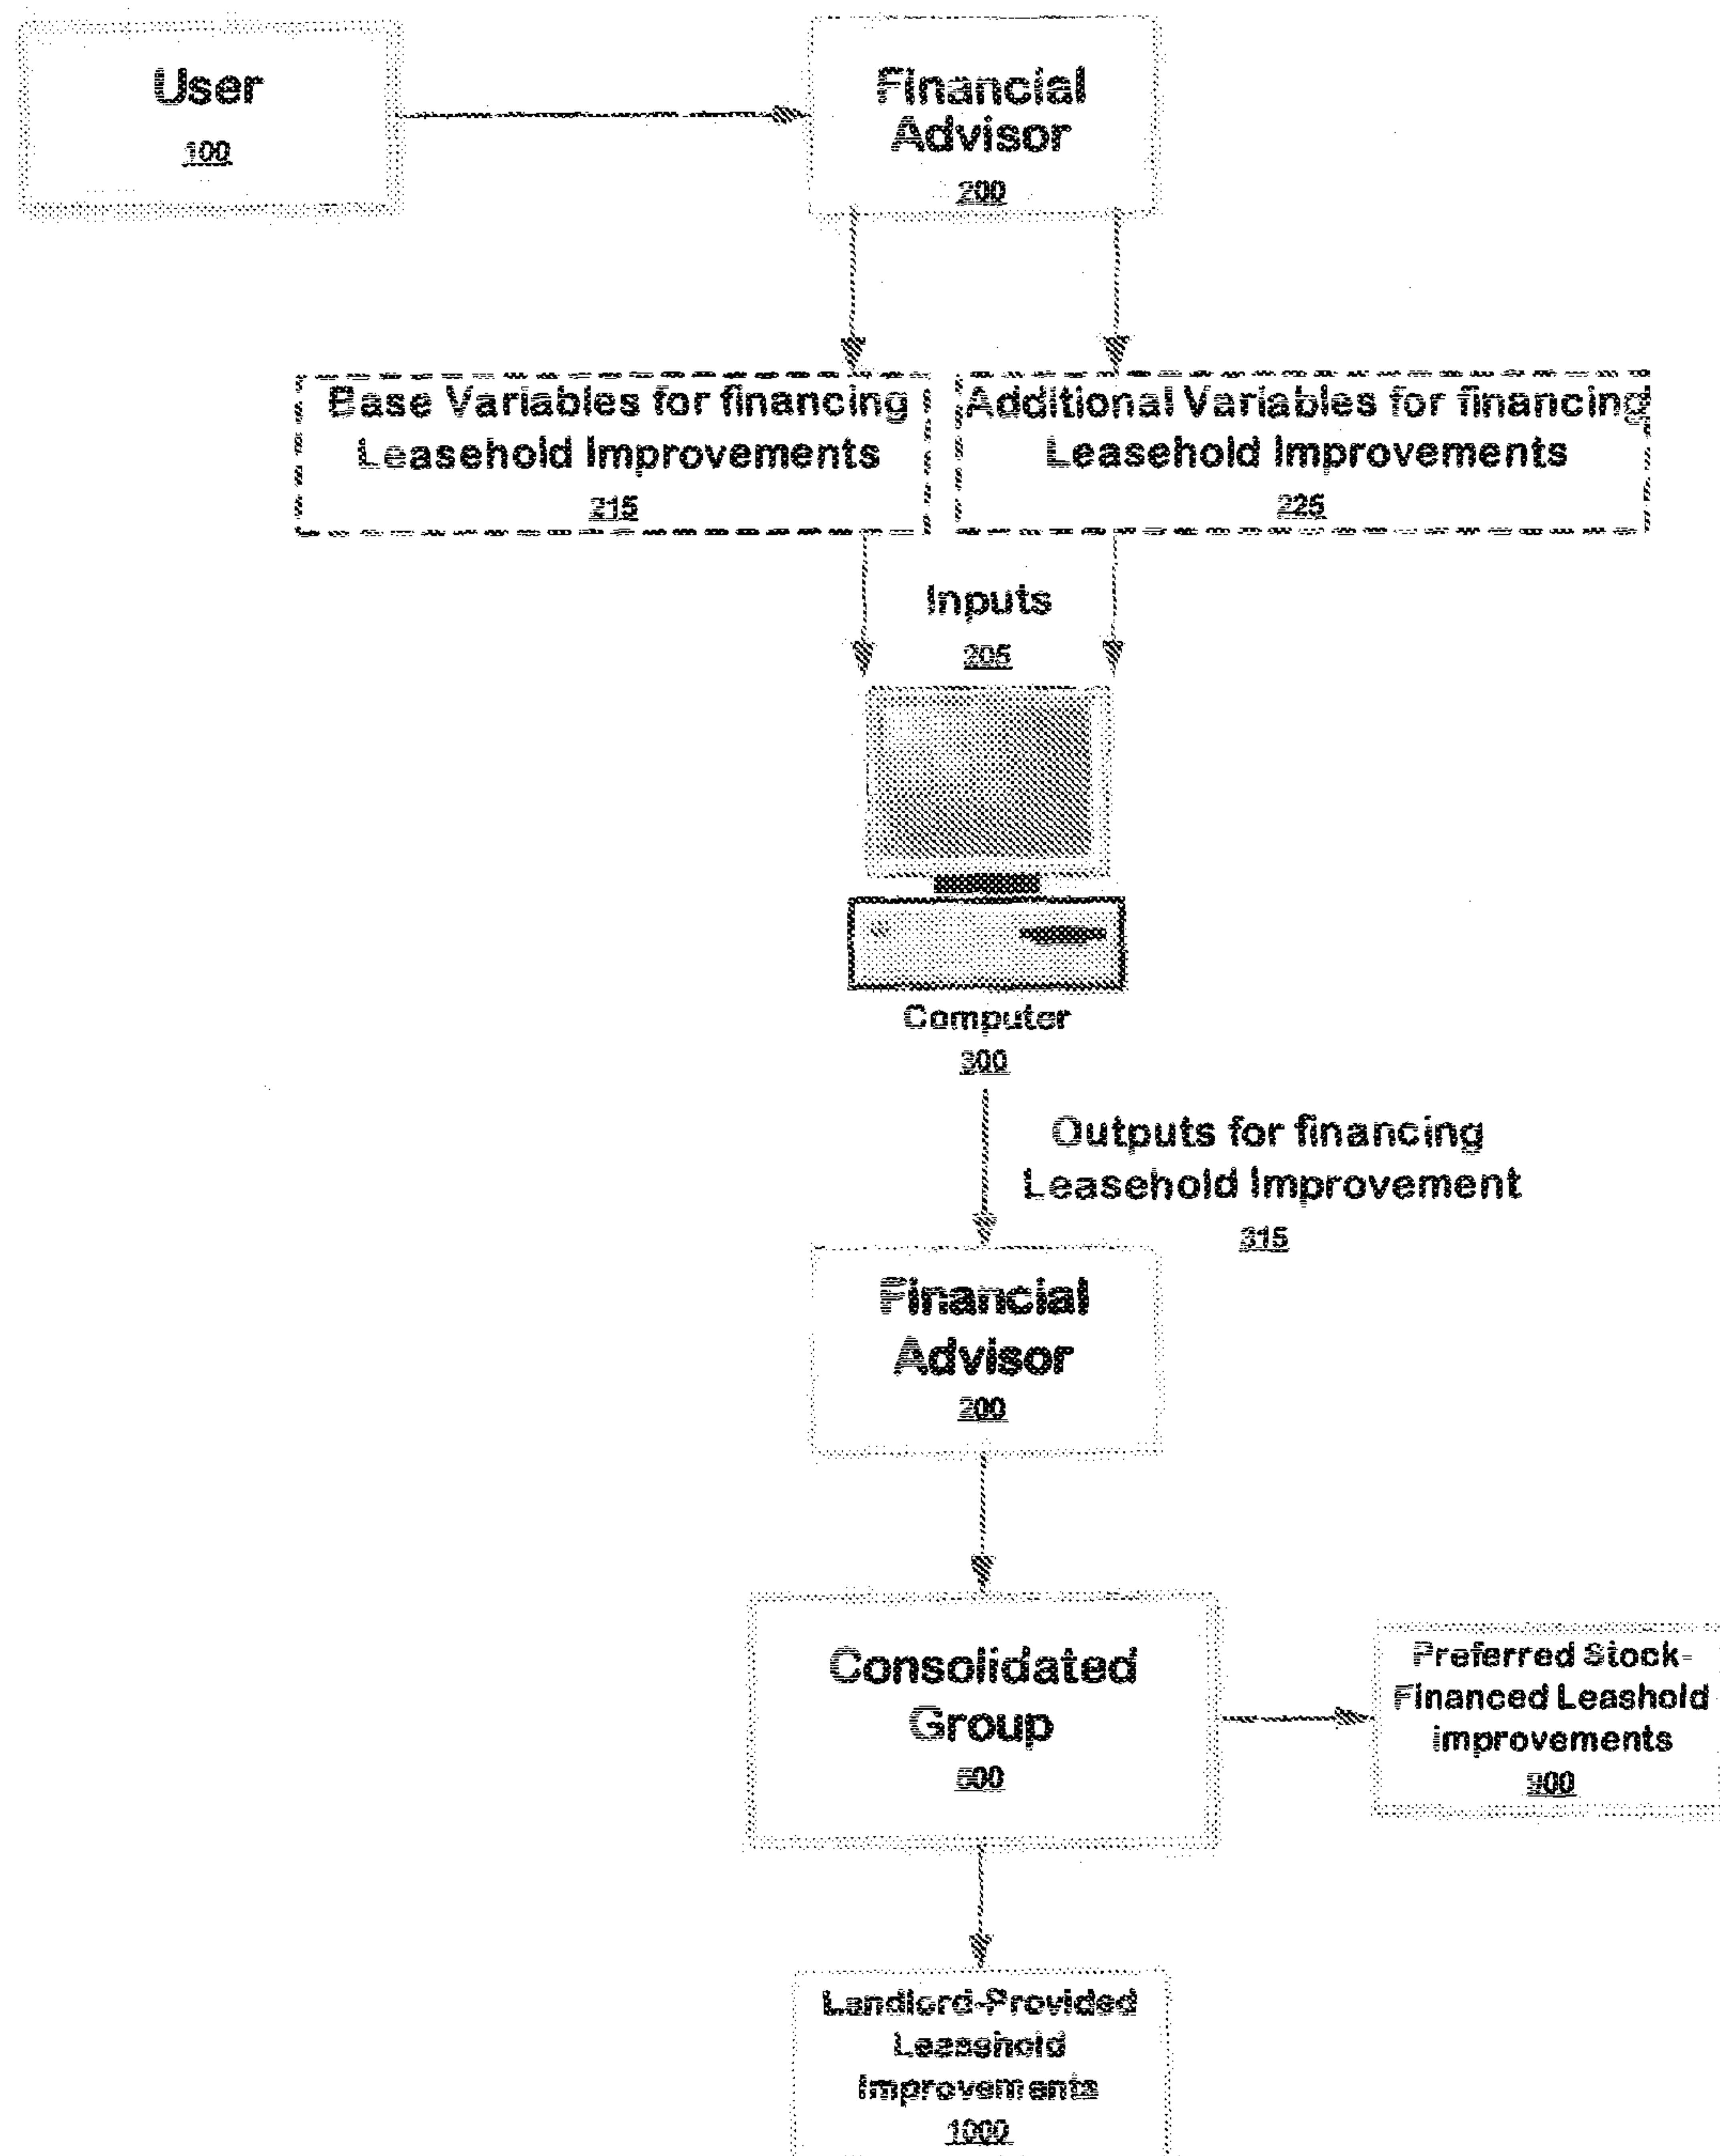 User
100
Financial
Advisor
200
Base Variables for financing
Leasehold Improvements
215
Additional Variables for financing
Leasehold Improvements
225
Inputs
205
Computer
300
Outputs for financing
Leasehold Improvement
315
Financial
Advisor
200
Consolidated
Group
Preferred Stock-
Financed Leashold
improvements
900
Landlord-Provided
Leasehold
Improvements
1000